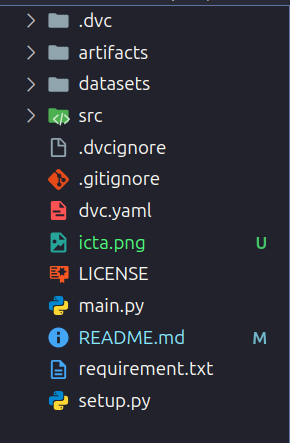 .dvc
artifacts
datasets
src
.dvcignore
.gitignore
dvc.yaml
icta.png U
LICENSE
main.py
README.md M
requirement.txt
setup.py